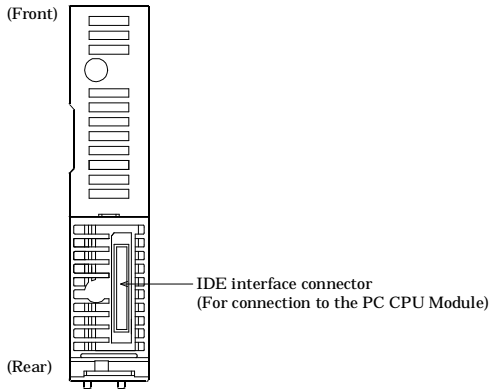 (Front)
IDE interface connector
(For connection to the PC CPU Module)
(Rear)